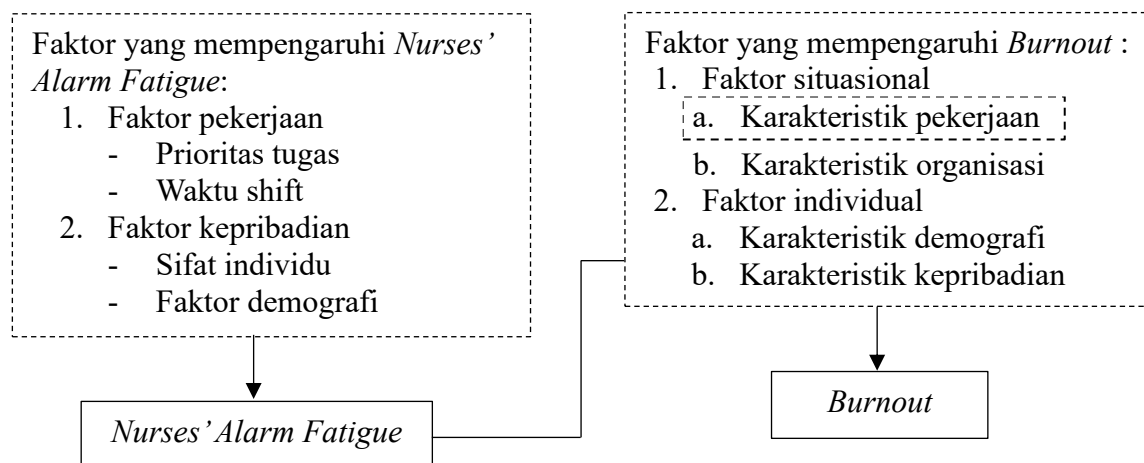 Faktor yang mempengaruhi Nurses’
Alarm Fatigue:
1. Faktor pekerjaan
- Prioritas tugas
- Waktu shift
2. Faktor kepribadian
- Sifat individu
- Faktor demografi
Nurses’ Alarm Fatigue
Faktor yang mempengaruhi Burnout :
1. Faktor situasional
a. Karakteristik pekerjaan
b. Karakteristik organisasi
2. Faktor individual
a. Karakteristik demografi
b. Karakteristik kepribadian
Burnout